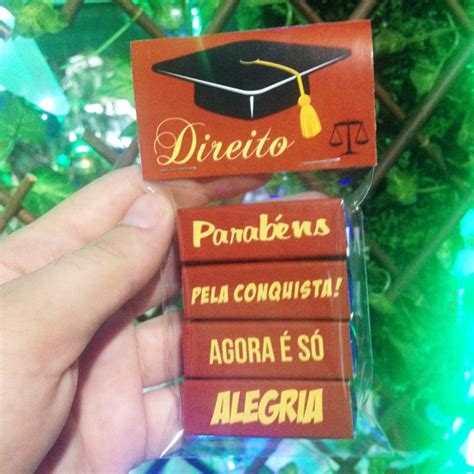 Direito
Parabéns
PELA CONQUISTA!
AGORA É SÓ
ALEGRIA